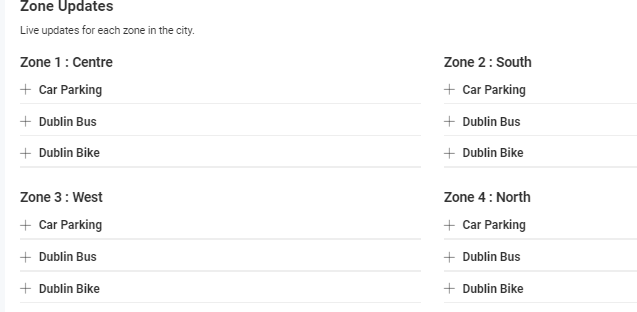 Zone Updates
Live updates for each zone in the city.
Zone 1 : Centre
Car Parking
Dublin Bus
Dublin Bike
Zone 2 : South
Car Parking
Dublin Bus
Dublin Bike
Zone 3 : West
Car Parking
Dublin Bus
Dublin Bike
Zone 4 : North
Car Parking
Dublin Bus
Dublin Bike